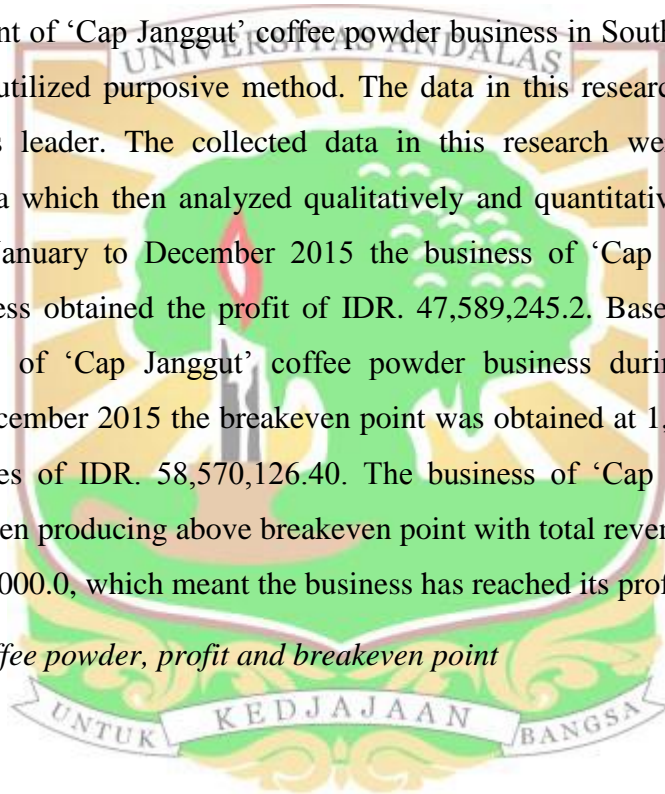 nt of ‘Cap Janggut’ coffee powder business in South
UNIVERSITAS ANDALAS
utilized purposive method. The data in this researc
s leader. The collected data in this research we
a which then analyzed qualitatively and quantitativ
January to December 2015 the business of ‘Cap
ess obtained the profit of IDR. 47,589,245.2. Base
of ‘Cap Janggut’ coffee powder business duri
cember 2015 the breakeven point was obtained at 1,
es of IDR. 58,570,126.40. The business of ‘Cap
en producing above breakeven point with total rever
000.0, which meant the business has reached its prof
ffee powder, profit and breakeven point
UNTUK KEDJAJAAN BANGSA